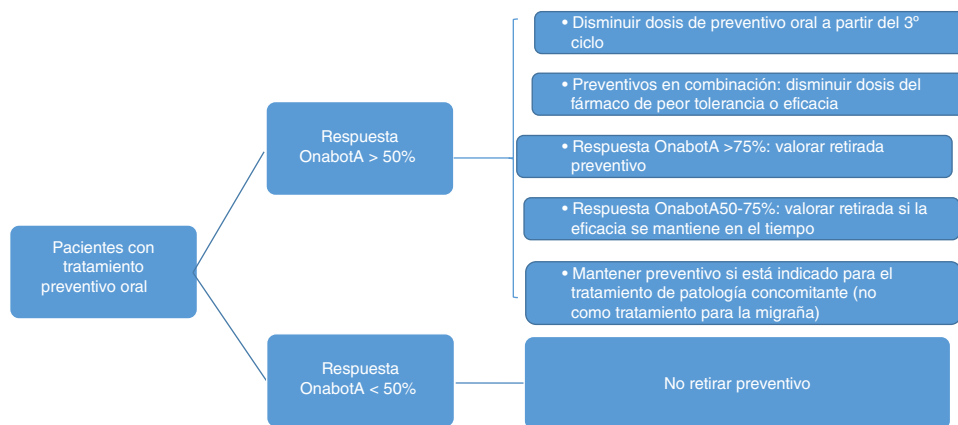 Pacientes con
tratamiento
preventivo oral
Respuesta
OnabotA > 50%
• Disminuir dosis de preventivo oral a partir del 3º
ciclo
• Preventivos en combinación: disminuir dosis del
fármaco de peor tolerancia o eficacia
• Respuesta OnabotA >75%: valorar retirada
preventivo
• Respuesta OnabotA50-75%: valorar retirada si la
eficacia se mantiene en el tiempo
• Mantener preventivo si está indicado para el
tratamiento de patología concomitante (no
como tratamiento para la migraña)
Respuesta
OnabotA < 50%
No retirar preventivo